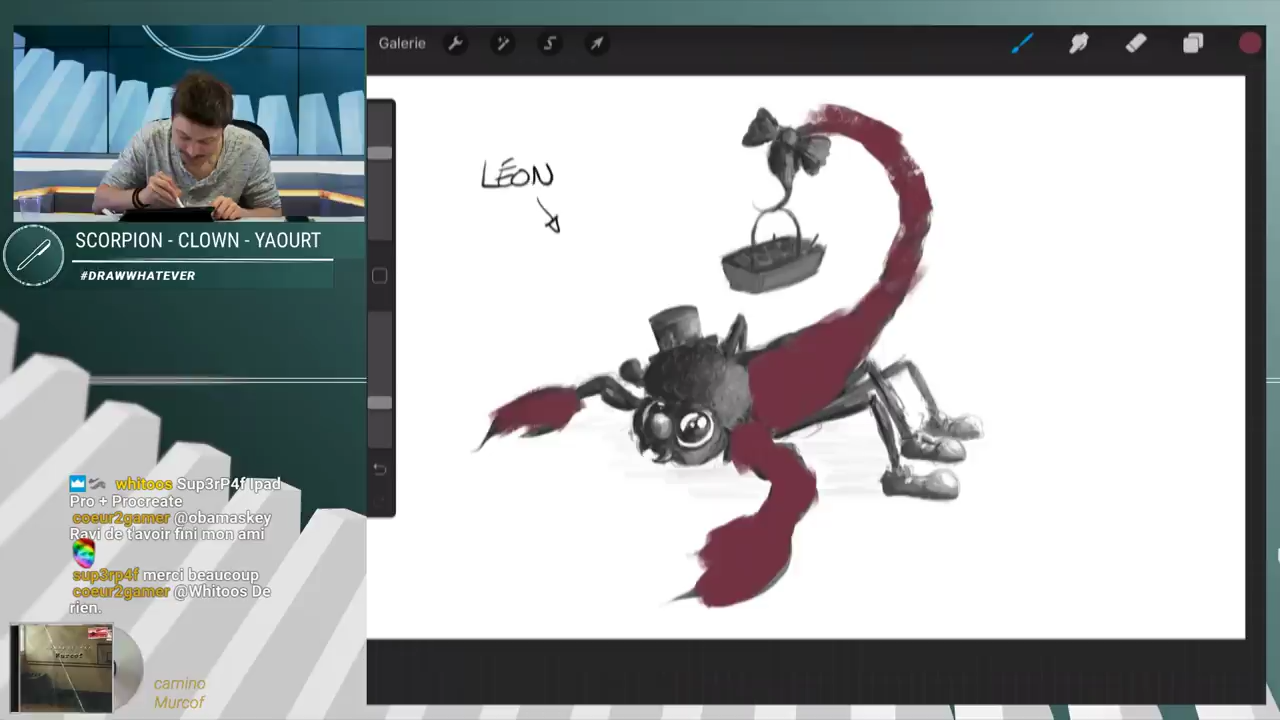 Galerie
LÉON
SCORPION - CLOWN - YAOURT
#DRAWWHATEVER
whitoos Sup3rP4f Ipad
Pro + Procreate
coeur2gamer @obamaskey
Ravi de t'avoir fini mon ami
sup3rp4f merci beaucoup
coeur2gamer @Whitoos De
rien.
Murcof
camino
Murcof